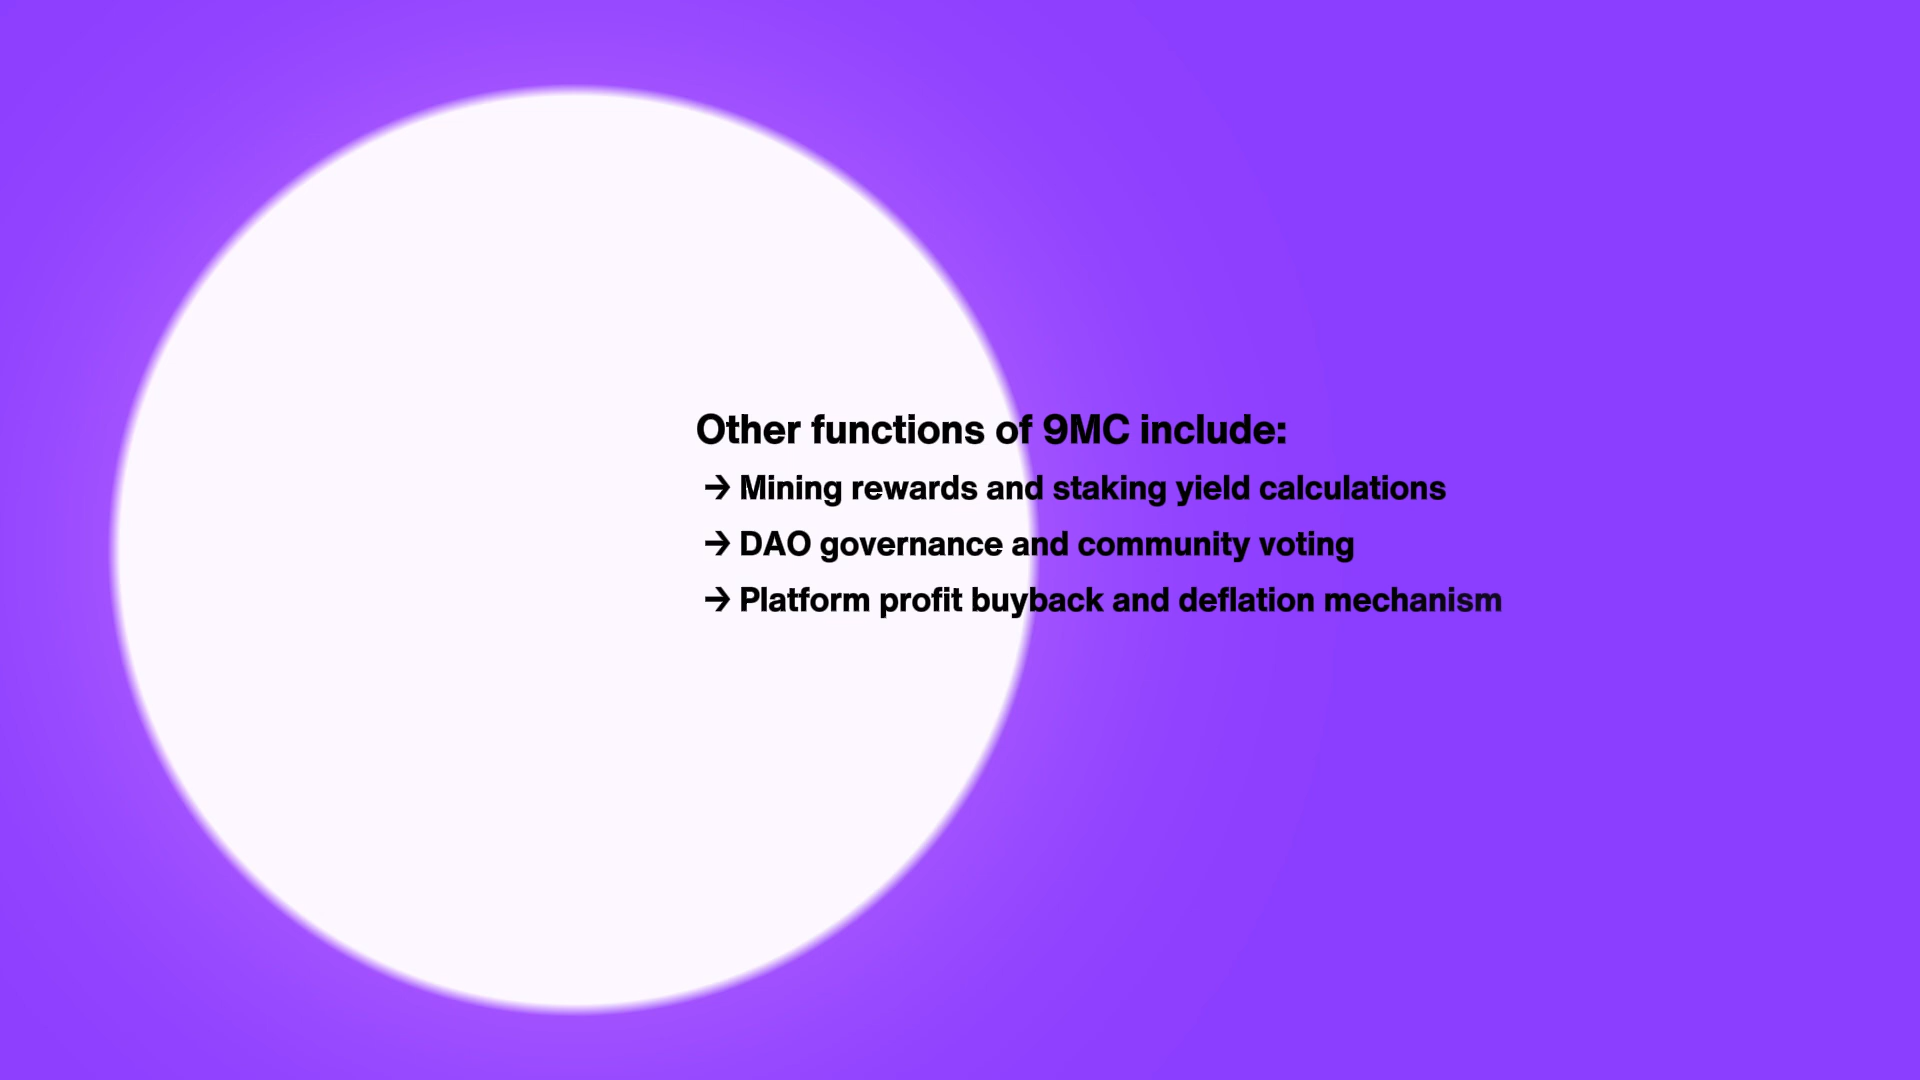 Other functions of 9MC include:
→ Mining rewards and staking yield calculations
→ DAO governance and community voting
→ Platform profit buyback and deflation mechanism